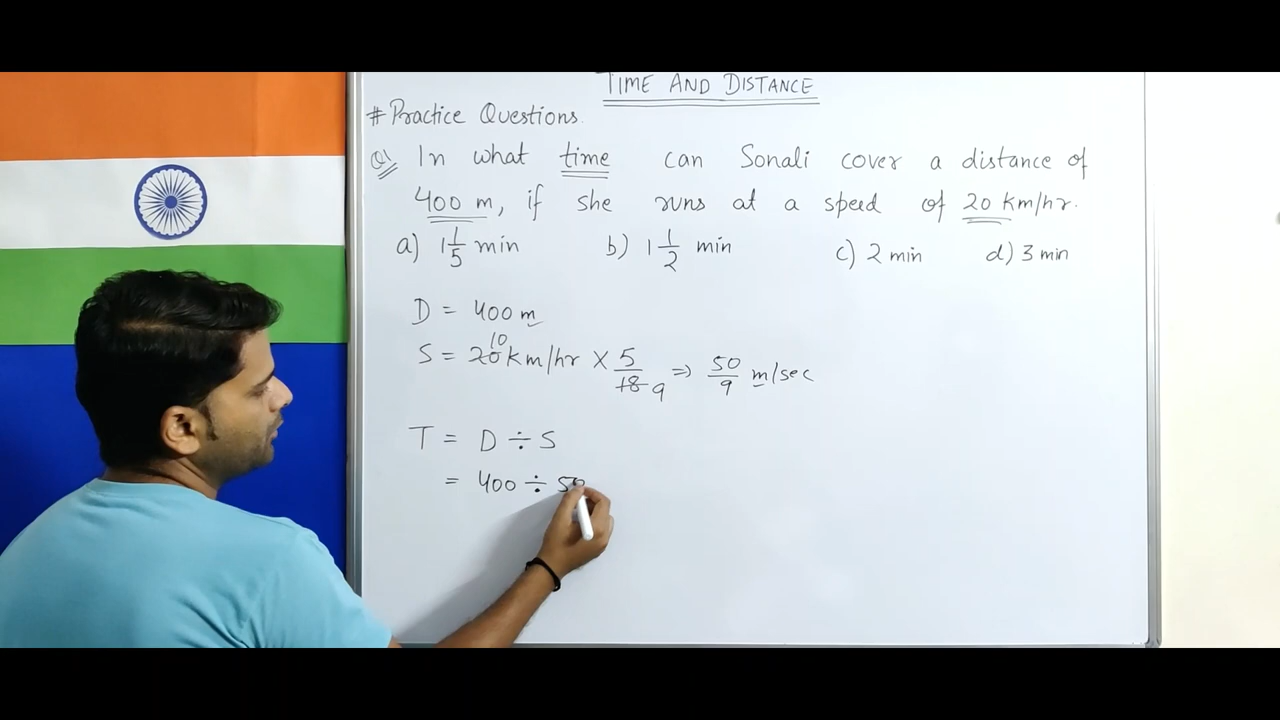 TIME AND DISTANCE
# Practice Questions.
Q1 In what time can Sonali cover a distance of
400 m, if she runs at a speed of 20 km/hr.
a) 1 1/5 min b) 1 1/2 min c) 2 min d) 3 min
D = 400 m
10
S = 20 km/hr × 5/18 9 ⇒ 50/9 m/sec
T = D ÷ S
= 400 ÷ 50